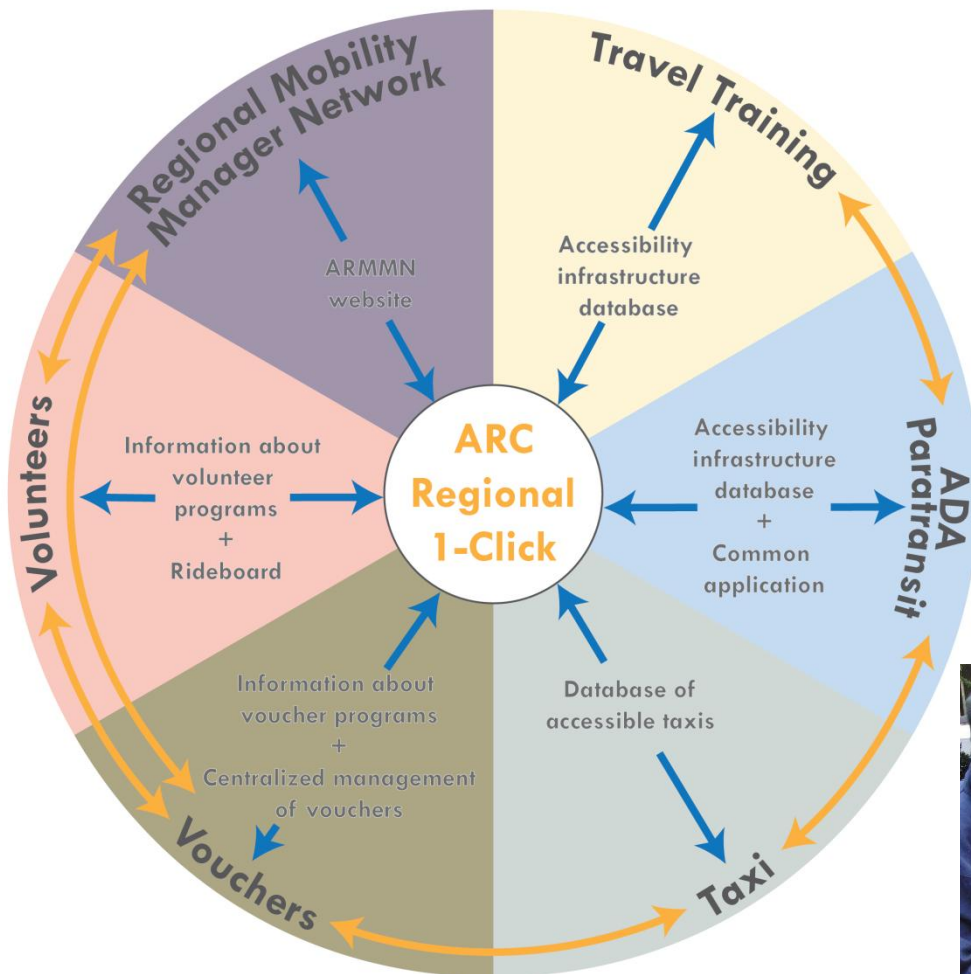 Regional Mobility
Manager Network
Travel Training
ARMMN
website
Accessibility
infrastructure
database
Volunteers
Information about
volunteer
programs
+
Rideboard
ARC
Regional
1-Click
Accessibility
infrastructure
database
+
Common
application
ADA
Paratransit
Information about
voucher programs
+
Centralized management
of vouchers
Vouchers
Database of
accessible taxis
Taxi